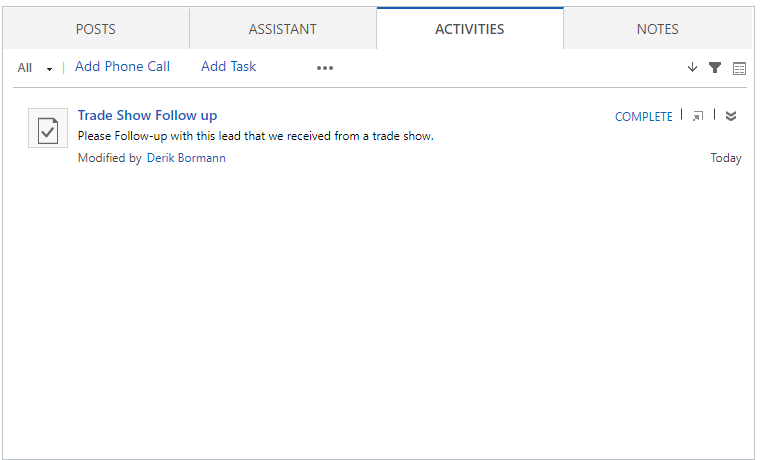 POSTS ASSISTANT ACTIVITIES NOTES
All | Add Phone Call Add Task •••
Trade Show Follow up COMPLETE | |
Please Follow-up with this lead that we received from a trade show.
Modified by Derik Bormann Today